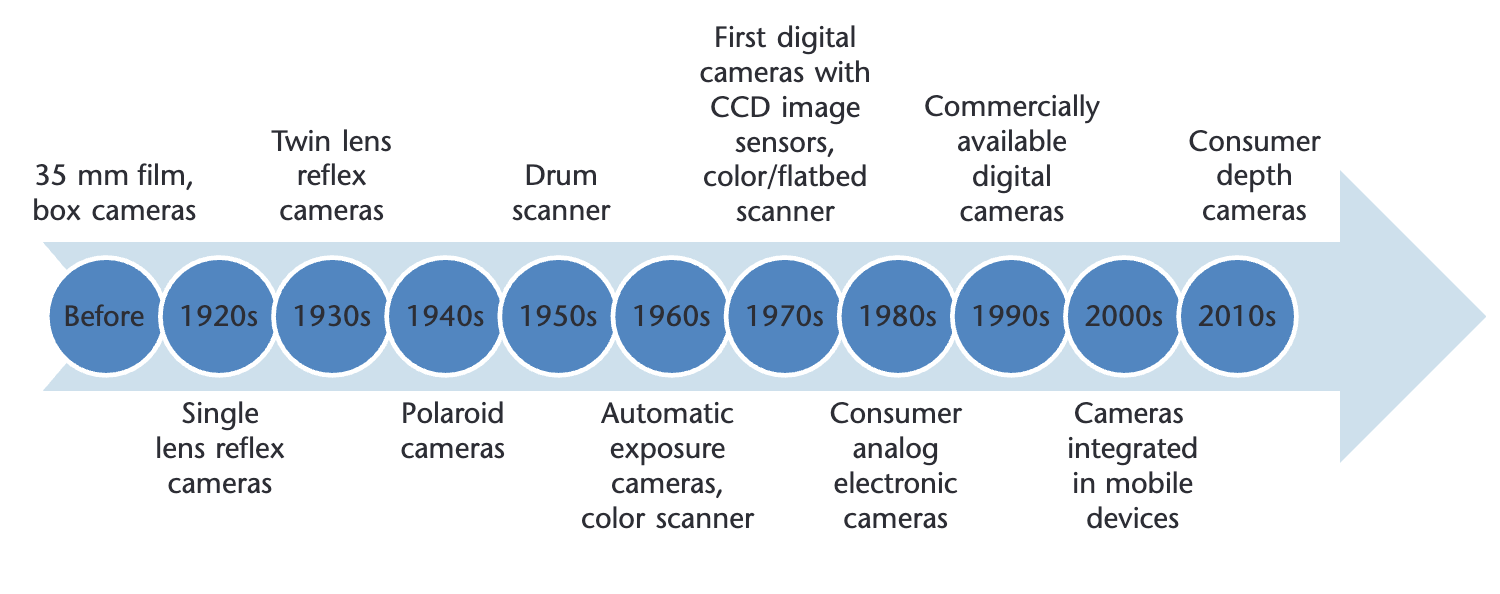 First digital
cameras with
CCD image
sensors,
color/flatbed
scanner
Commercially
available
digital
cameras
Twin lens
reflex
cameras
Consumer
depth
cameras
35 mm film,
box cameras
Drum
scanner
Before
1920s
1930s
1940s
1950s
1960s
1970s
1980s
1990s
2000s
2010s
Single
lens reflex
cameras
Polaroid
cameras
Automatic
exposure
cameras,
color scanner
Consumer
analog
electronic
cameras
Cameras
integrated
in mobile
devices